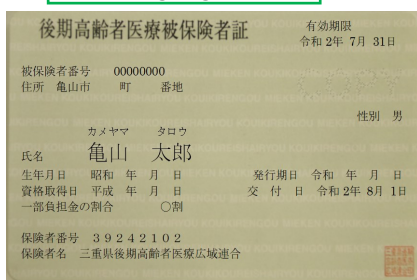 後期高齢者医療被保険者証
有効期限
令和 2年 7月 31日
被保険者番号 00000000
住所 亀山市 町 番地
性別 男
カメヤマ タロウ
氏名 亀山 太郎
生年月日 昭和 年 月 日
発行期日 令和 年 月 日
資格取得日 平成 年 月 日
交付日 令和 2年 8月 1日
一部負担金の割合 〇割
保険者番号 39242102
保険者名 三重県後期高齢者医療広域連合